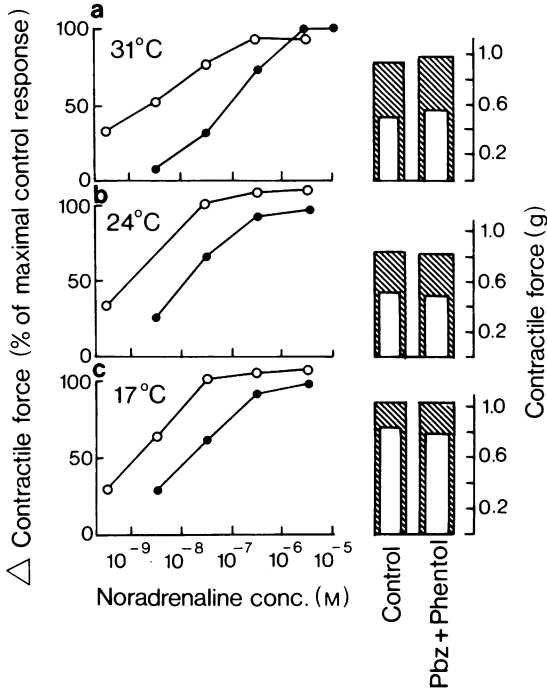 a
100
31°C
50
0
1.0
0.6
0.2
b
100
24°C
50
0
1.0
0.6
0.2
c
100
17°C
50
0
1.0
0.6
0.2
10⁻⁹ 10⁻⁸ 10⁻⁷ 10⁻⁶ 10⁻⁵
Noradrenaline conc. (M)
△ Contractile force (% of maximal control response)
Contractile force (g)
Control
Pbz + Phentol